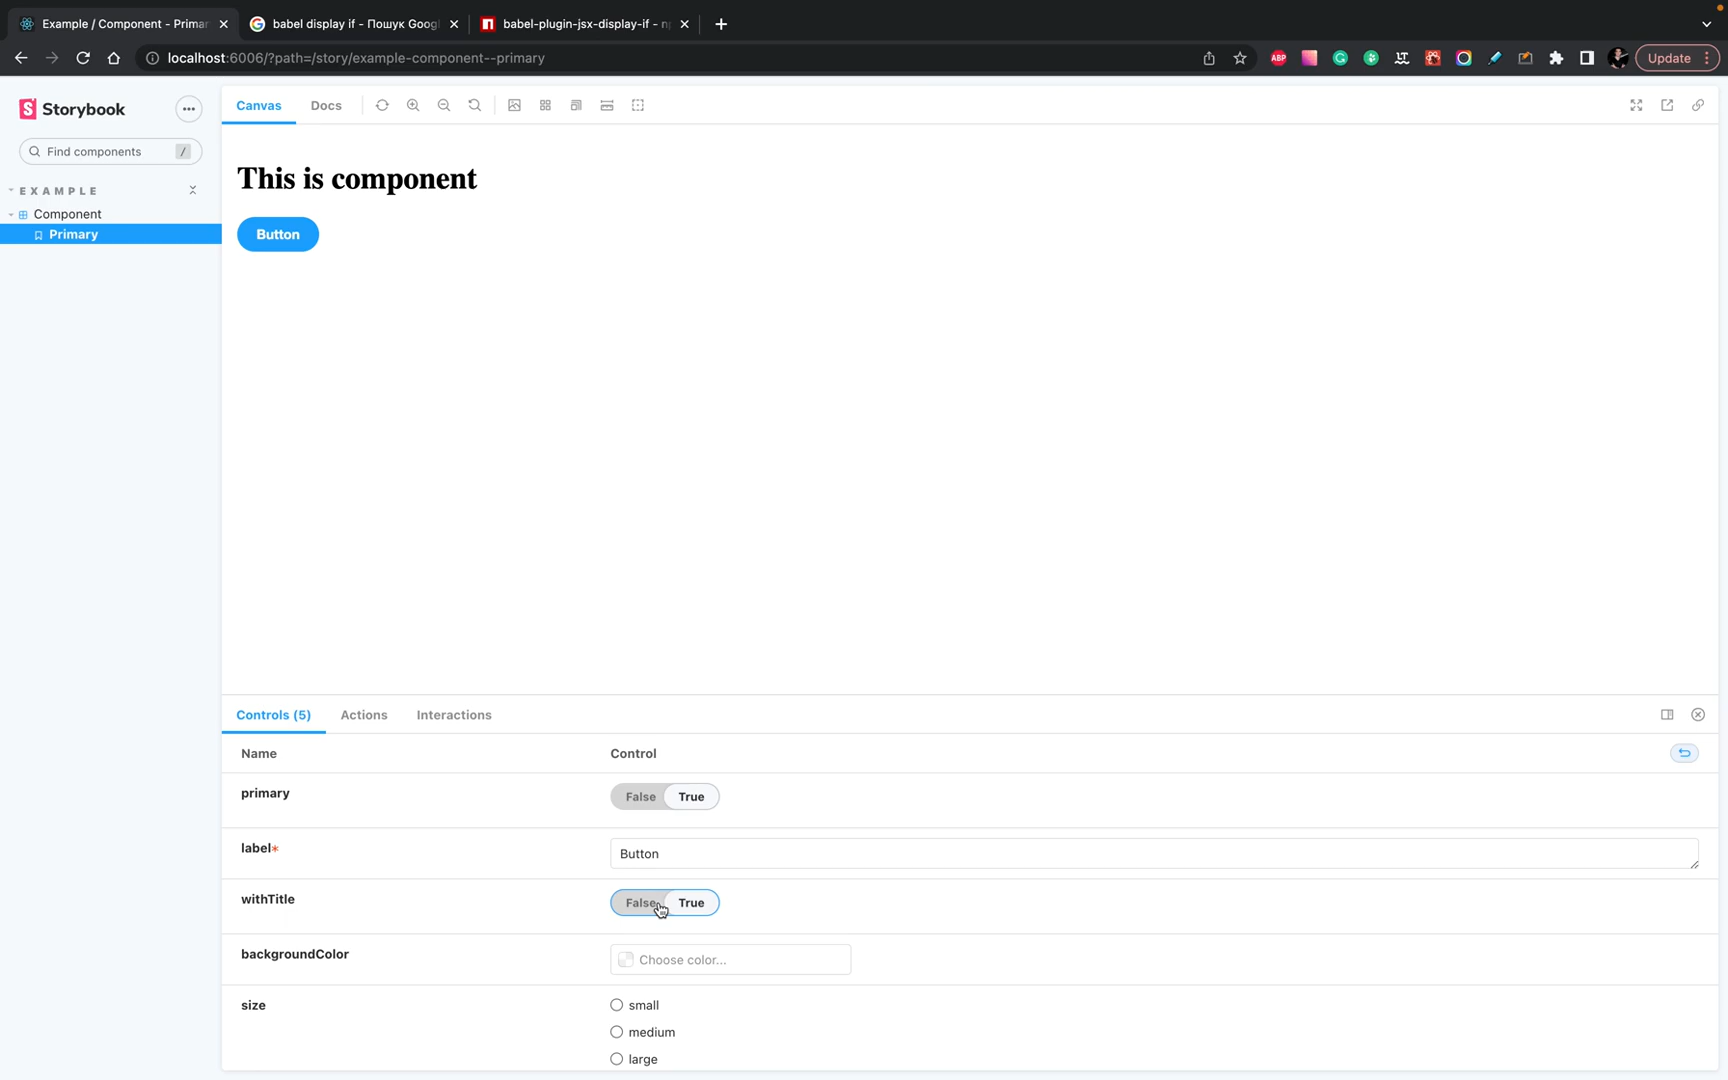 Example / Component - Primar
babel display if - Пошук Googl
babel-plugin-jsx-display-if - n
localhost:6006/?path=/story/example-component--primary
ABP
Update
Storybook
Find components /
EXAMPLE
Component
Primary
Canvas Docs
This is component
Button
Controls (5) Actions Interactions
Name Control
primary False True
label* Button
withTitle False True
backgroundColor Choose color...
size small
medium
large